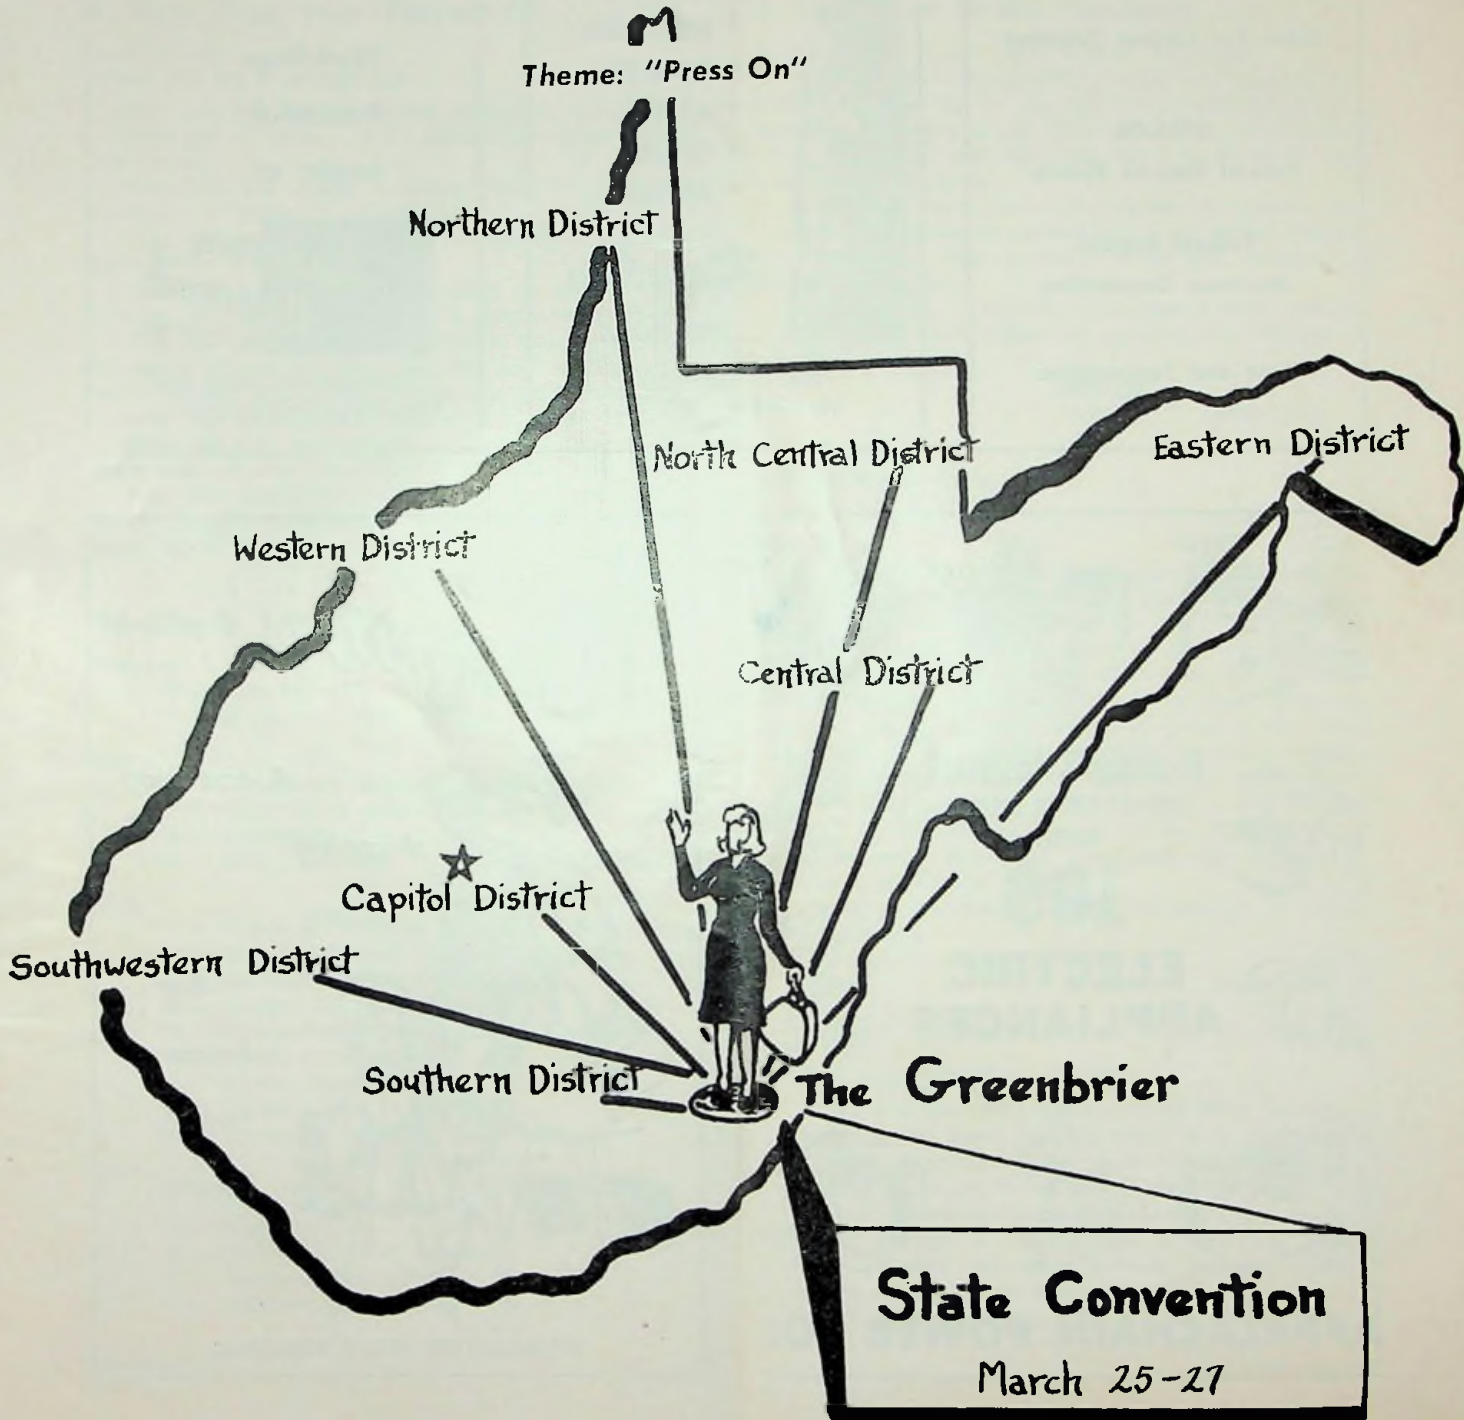 Theme: "Press On"
Northern District
North Central District
Eastern District
Western District
Central District
Capitol District
Southwestern District
Southern District
The Greenbrier
State Convention
March 25-27